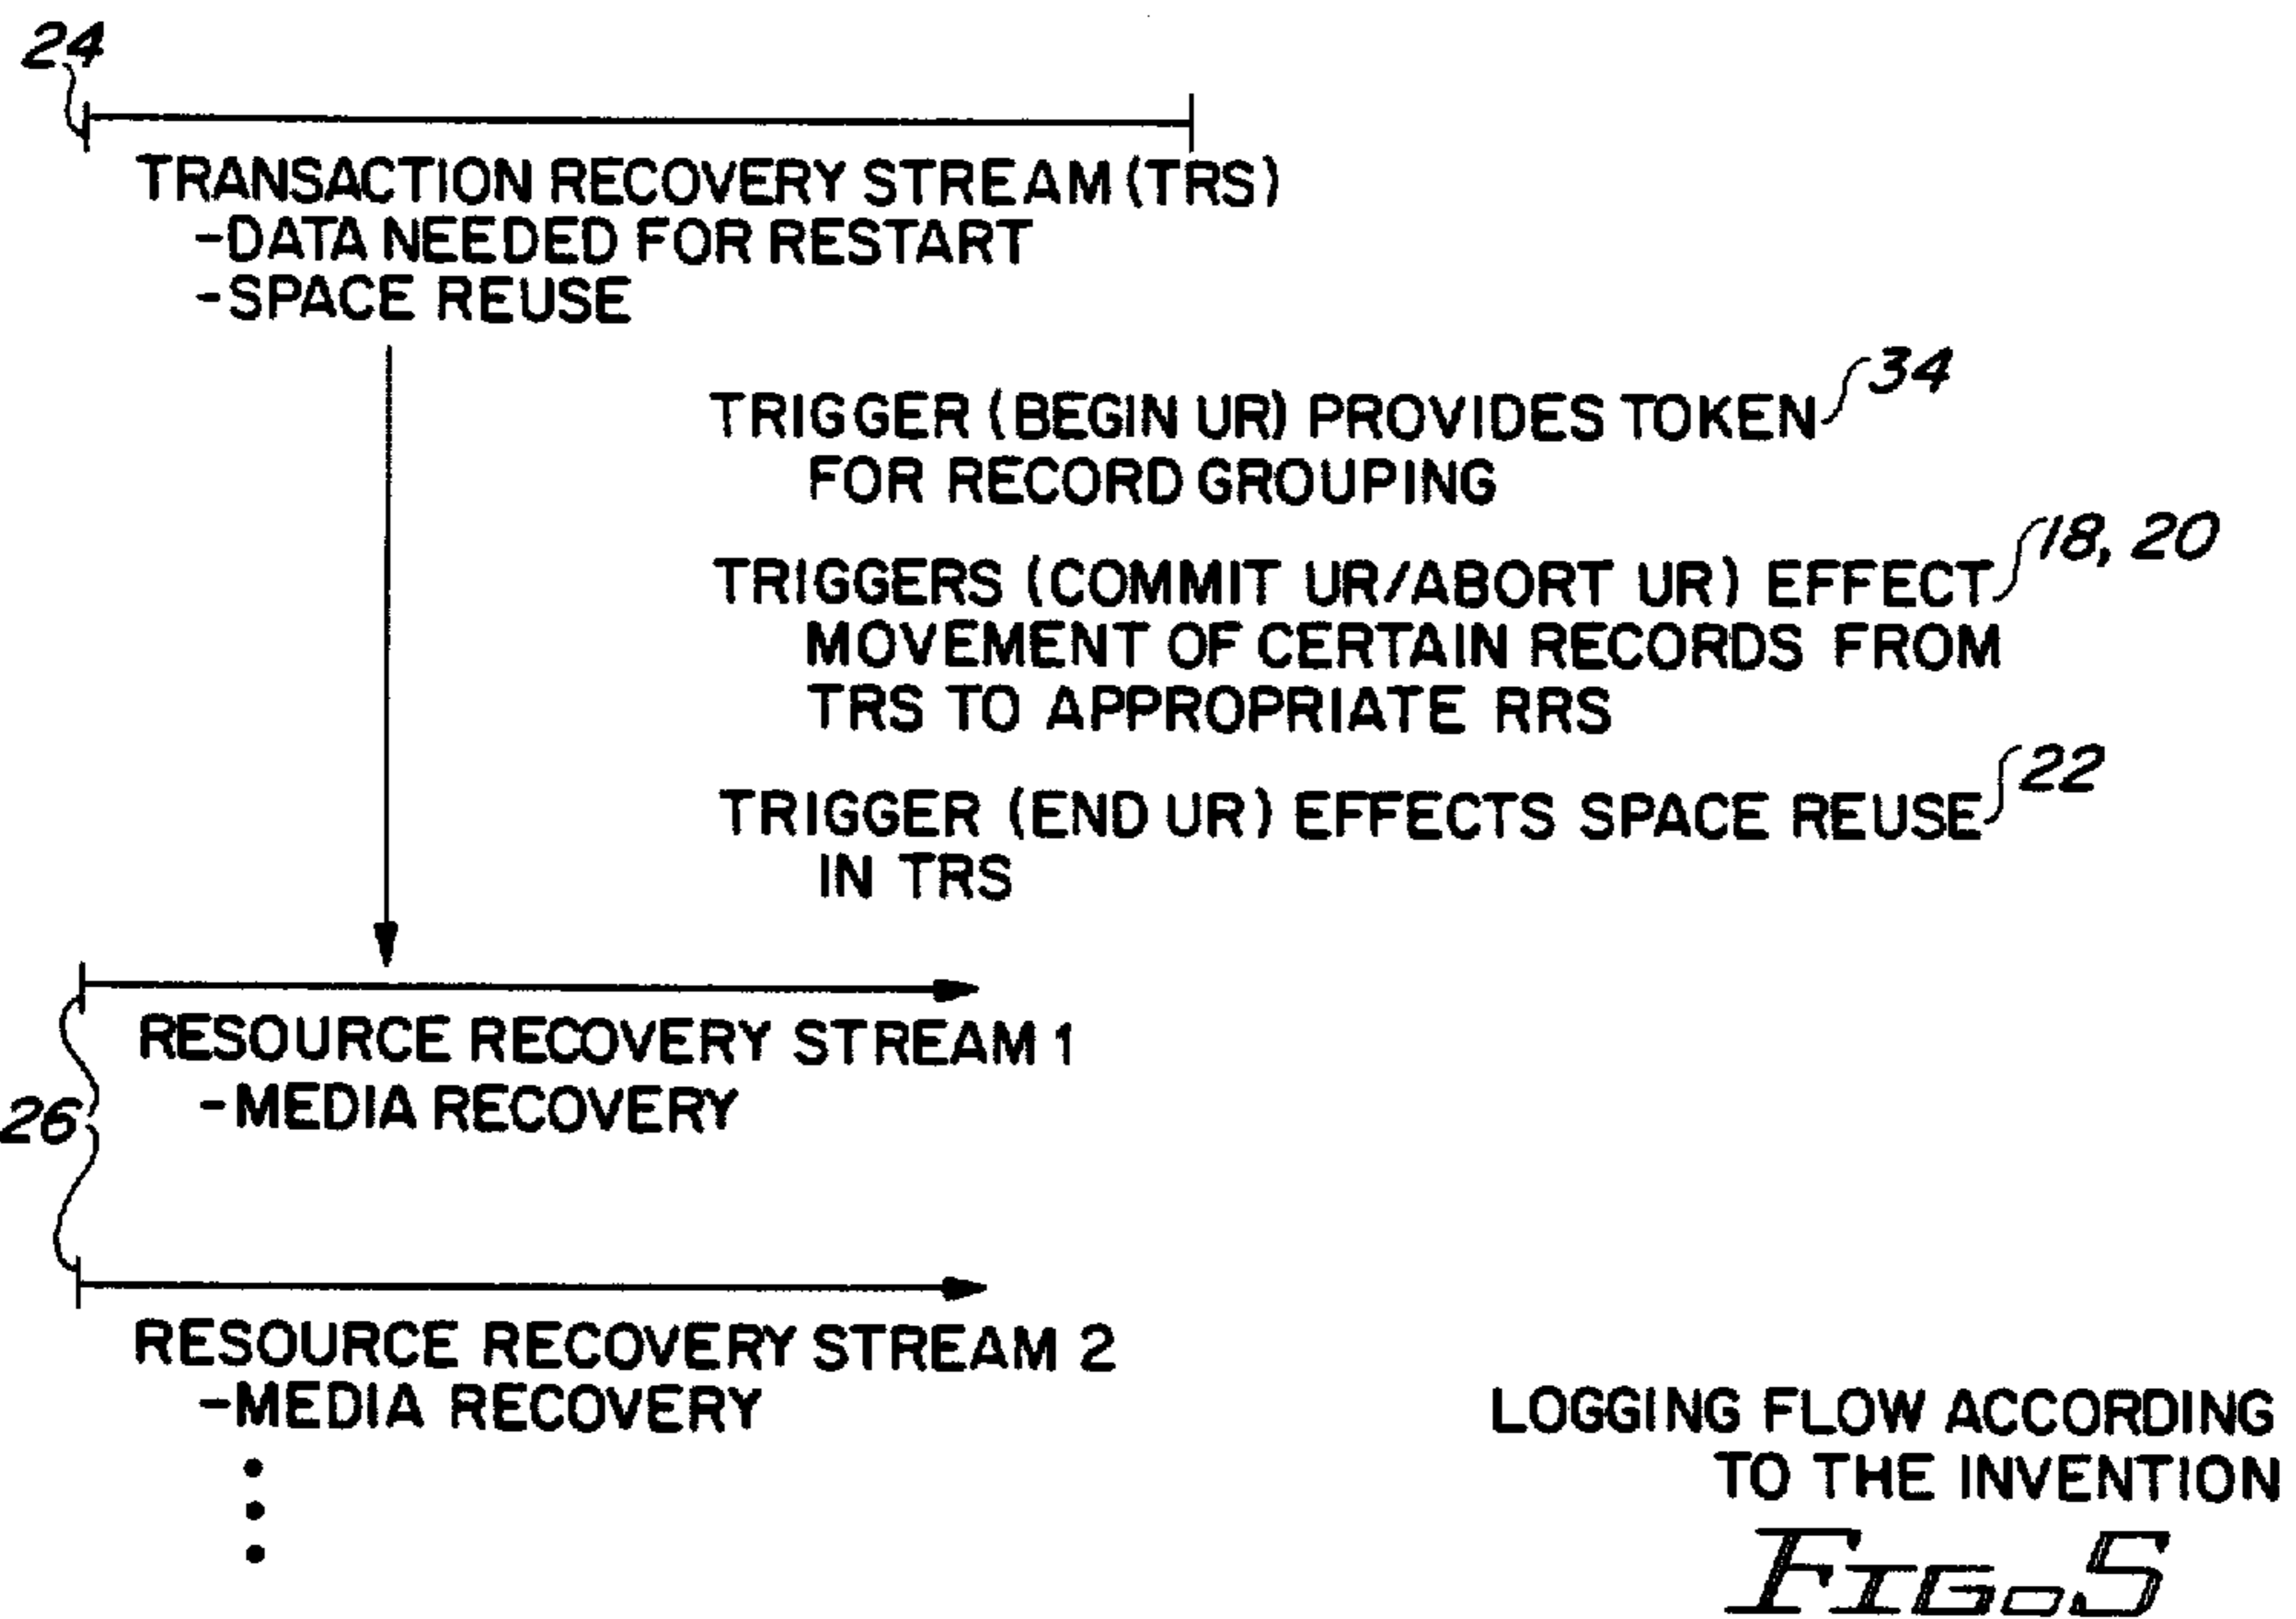 24
TRANSACTION RECOVERY STREAM (TRS)
-DATA NEEDED FOR RESTART
-SPACE REUSE
TRIGGER (BEGIN UR) PROVIDES TOKEN 34
FOR RECORD GROUPING
TRIGGERS (COMMIT UR/ABORT UR) EFFECT 18, 20
MOVEMENT OF CERTAIN RECORDS FROM
TRS TO APPROPRIATE RRS
TRIGGER (END UR) EFFECTS SPACE REUSE 22
IN TRS
RESOURCE RECOVERY STREAM 1
-MEDIA RECOVERY
26
RESOURCE RECOVERY STREAM 2
-MEDIA RECOVERY
LOGGING FLOW ACCORDING
TO THE INVENTION
FIG. 5